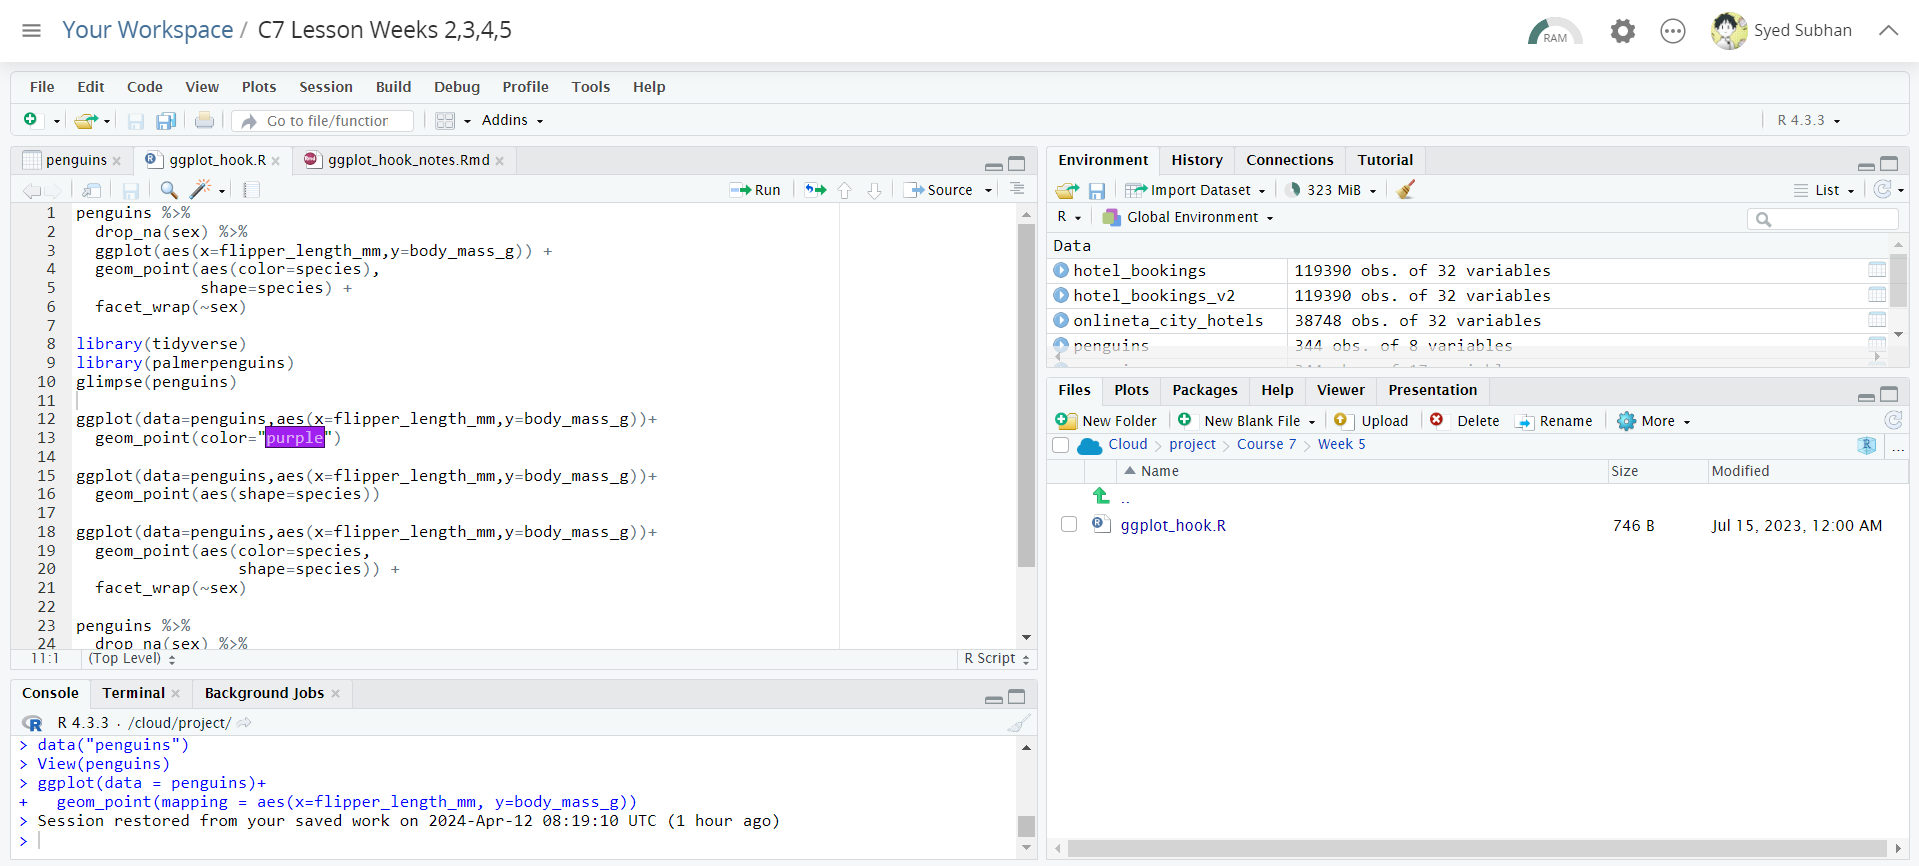 Your Workspace / C7 Lesson Weeks 2,3,4,5
RAM
Syed Subhan
File Edit Code View Plots Session Build Debug Profile Tools Help
Go to file/function Addins R 4.3.3
penguins ggplot_hook.R ggplot_hook_notes.Rmd
Run Source
1 penguins %>%
2   drop_na(sex) %>%
3   ggplot(aes(x=flipper_length_mm,y=body_mass_g)) +
4   geom_point(aes(color=species),
5              shape=species) +
6   facet_wrap(~sex)
7
8 library(tidyverse)
9 library(palmerpenguins)
10 glimpse(penguins)
11
12 ggplot(data=penguins,aes(x=flipper_length_mm,y=body_mass_g))+
13   geom_point(color="purple")
14
15 ggplot(data=penguins,aes(x=flipper_length_mm,y=body_mass_g))+
16   geom_point(aes(shape=species))
17
18 ggplot(data=penguins,aes(x=flipper_length_mm,y=body_mass_g))+
19   geom_point(aes(color=species,
20                  shape=species)) +
21   facet_wrap(~sex)
22
23 penguins %>%
24   drop_na(sex) %>%
11:1 (Top Level) R Script
Console Terminal Background Jobs
R 4.3.3 · /cloud/project/
> data("penguins")
> View(penguins)
> ggplot(data = penguins)+
+   geom_point(mapping = aes(x=flipper_length_mm, y=body_mass_g))
> Session restored from your saved work on 2024-Apr-12 08:19:10 UTC (1 hour ago)
>
Environment History Connections Tutorial
Import Dataset 323 MiB List
R Global Environment
Data
hotel_bookings 119390 obs. of 32 variables
hotel_bookings_v2 119390 obs. of 32 variables
onlineta_city_hotels 38748 obs. of 32 variables
penguins 344 obs. of 8 variables
Files Plots Packages Help Viewer Presentation
New Folder New Blank File Upload Delete Rename More
Cloud project Course 7 Week 5 ...
Name Size Modified
..
ggplot_hook.R 746 B Jul 15, 2023, 12:00 AM